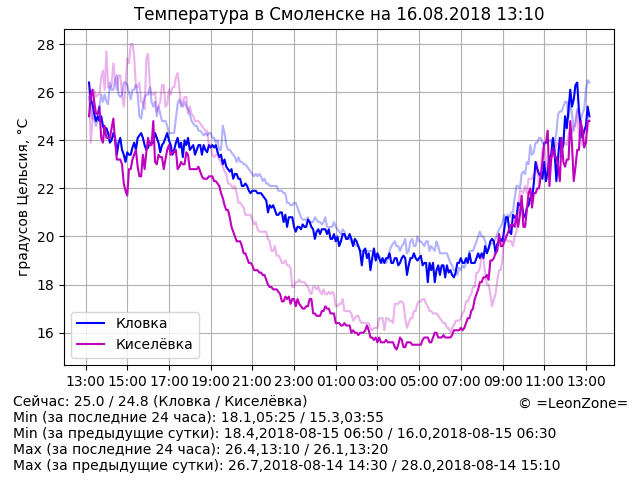 Температура в Смоленске на 16.08.2018 13:10
градусов Цельсия, °C
28
26
24
22
20
18
16
Кловка
Киселёвка
13:00 15:00 17:00 19:00 21:00 23:00 01:00 03:00 05:00 07:00 09:00 11:00 13:00
Сейчас: 25.0 / 24.8 (Кловка / Киселёвка)
© =LeonZone=
Min (за последние 24 часа): 18.1,05:25 / 15.3,03:55
Min (за предыдущие сутки): 18.4,2018-08-15 06:50 / 16.0,2018-08-15 06:30
Max (за последние 24 часа): 26.4,13:10 / 26.1,13:20
Max (за предыдущие сутки): 26.7,2018-08-14 14:30 / 28.0,2018-08-14 15:10